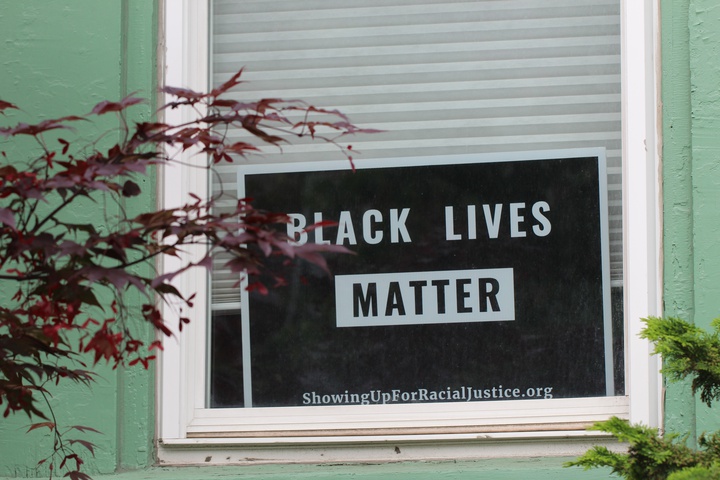 BLACK LIVES
MATTER
ShowingUpForRacialJustice.org